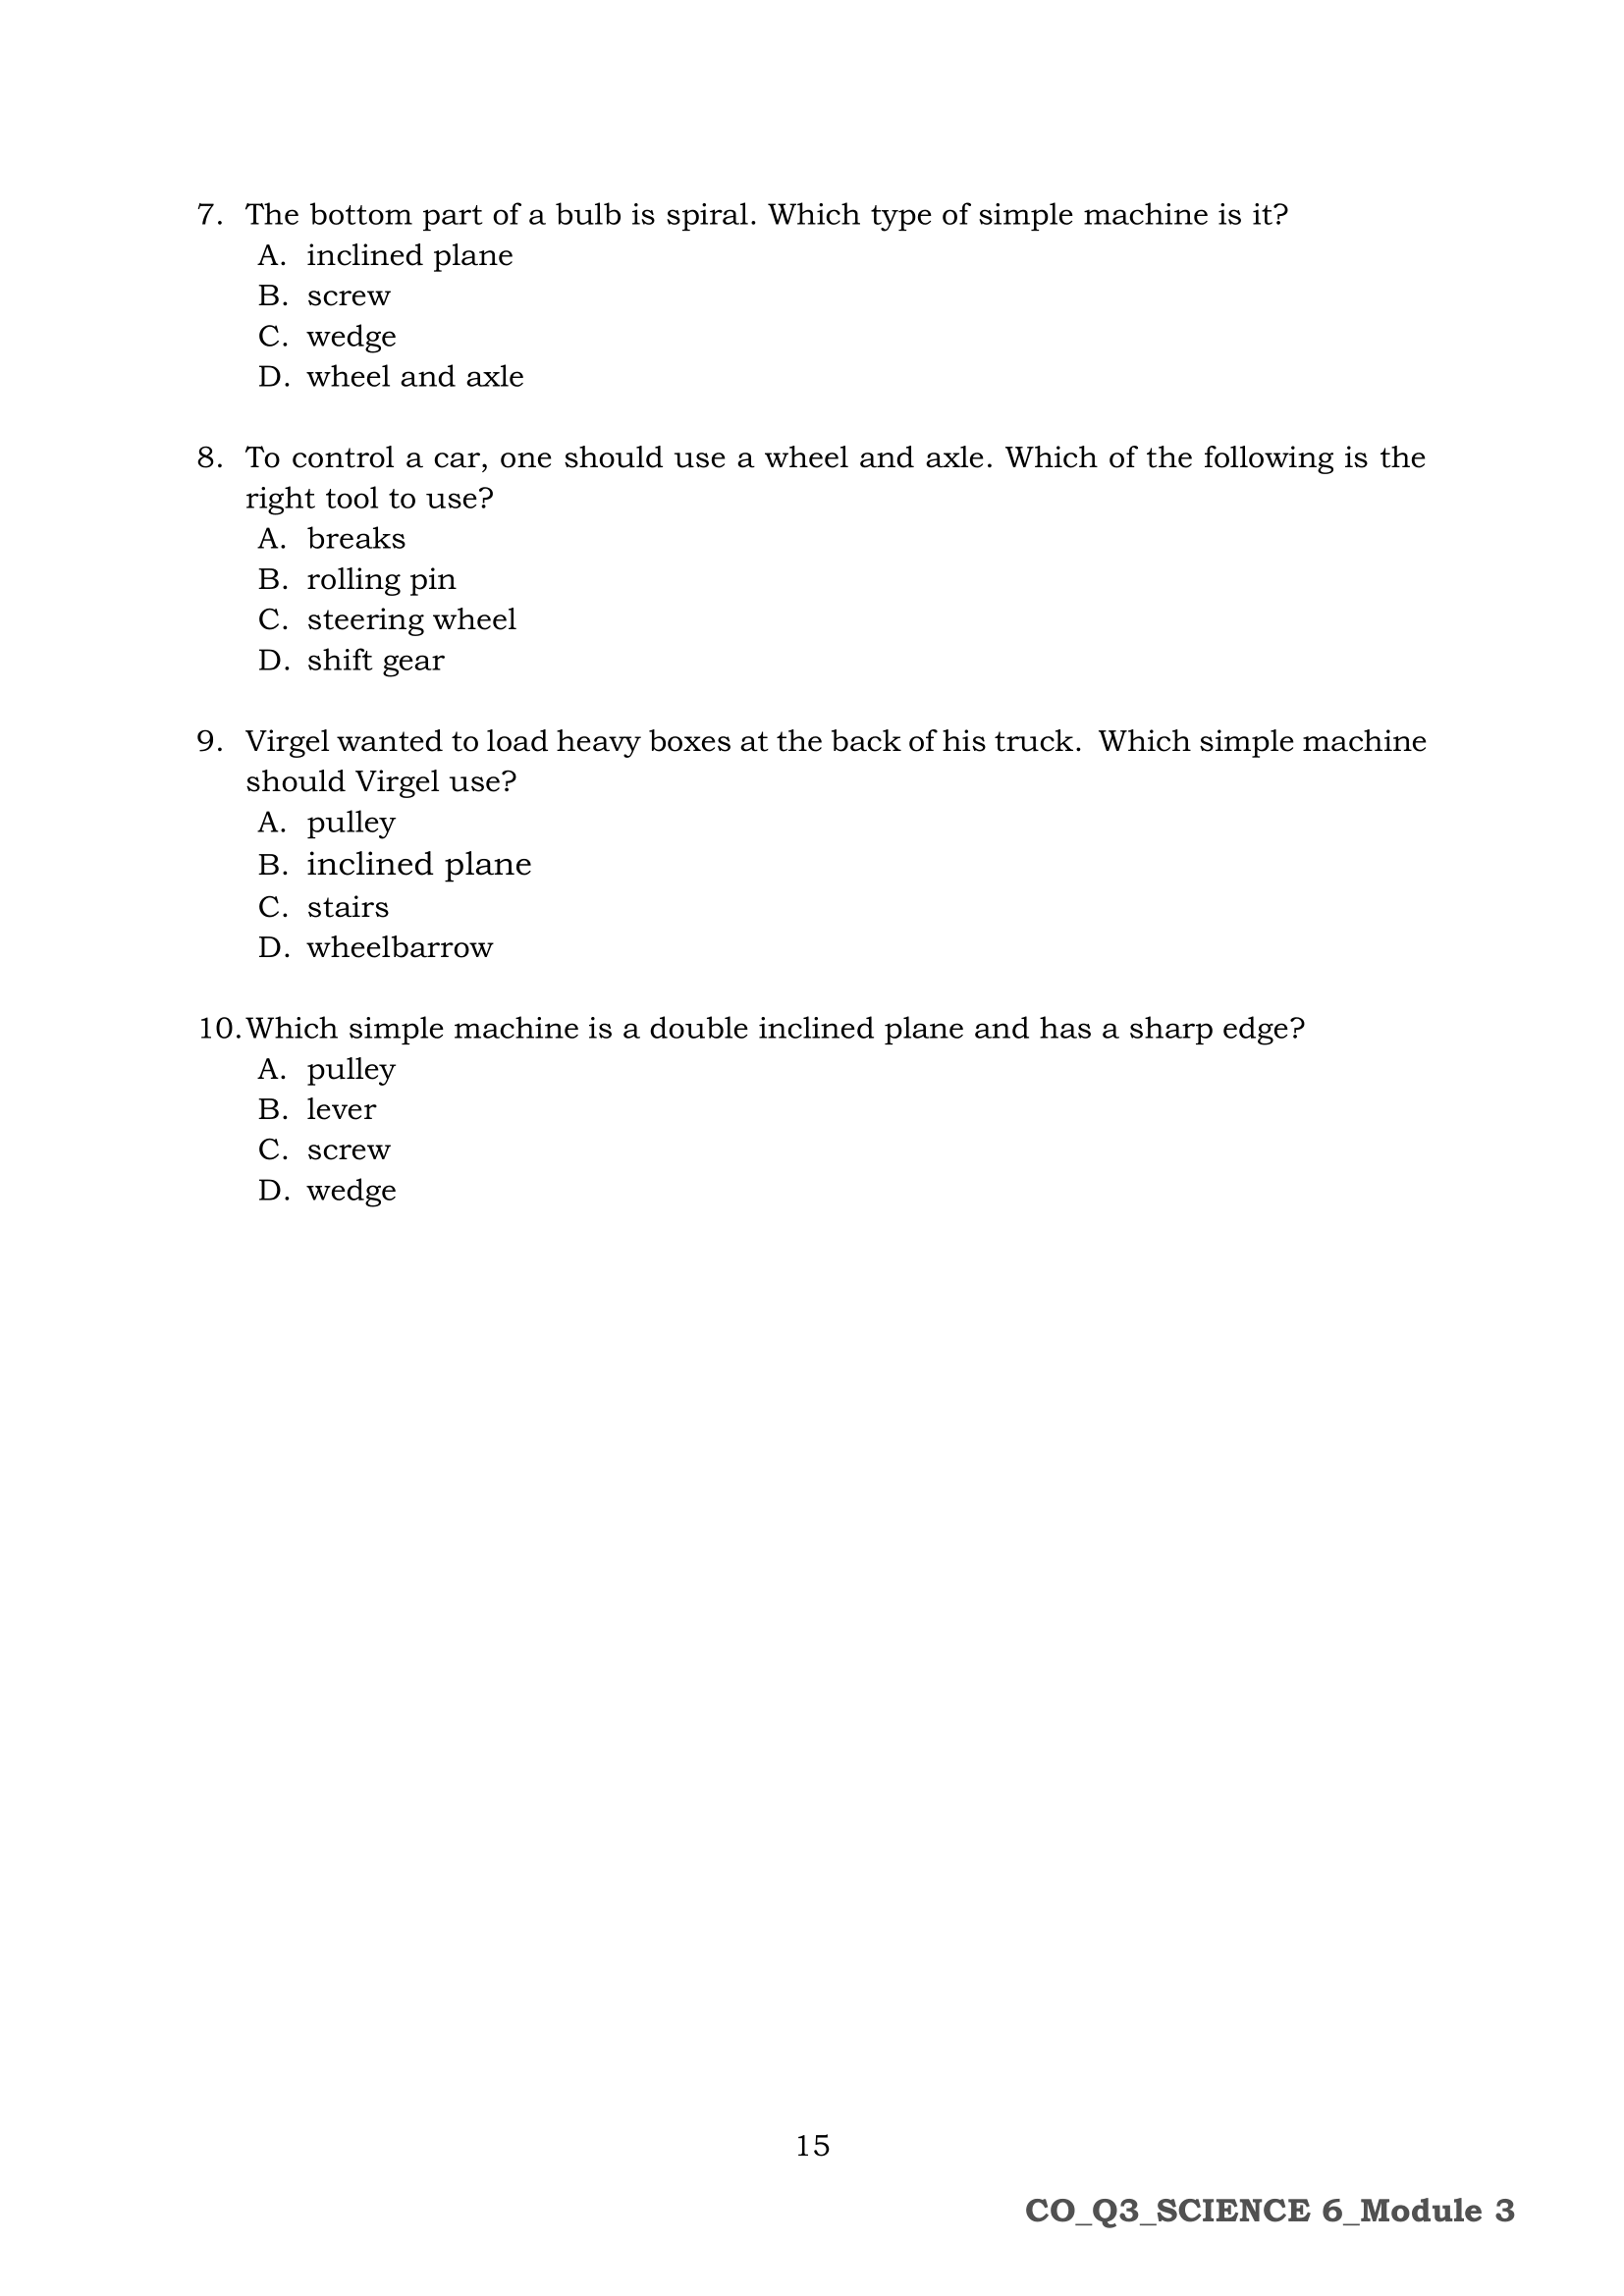 7. The bottom part of a bulb is spiral. Which type of simple machine is it?
A. inclined plane
B. screw
C. wedge
D. wheel and axle
8. To control a car, one should use a wheel and axle. Which of the following is the
right tool to use?
A. breaks
B. rolling pin
C. steering wheel
D. shift gear
9. Virgel wanted to load heavy boxes at the back of his truck. Which simple machine
should Virgel use?
A. pulley
B. inclined plane
C. stairs
D. wheelbarrow
10. Which simple machine is a double inclined plane and has a sharp edge?
A. pulley
B. lever
C. screw
D. wedge
15
CO_Q3_SCIENCE 6_Module 3